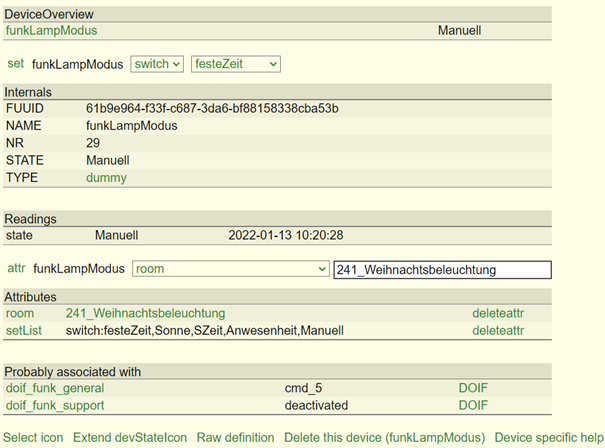 DeviceOverview
funkLampModus Manuell
set funkLampModus switch festeZeit
Internals
FUUID 61b9e964-f33f-c687-3da6-bf88158338cba53b
NAME funkLampModus
NR 29
STATE Manuell
TYPE dummy
Readings
state Manuell 2022-01-13 10:20:28
attr funkLampModus room 241_Weihnachtsbeleuchtung
Attributes
room 241_Weihnachtsbeleuchtung deleteattr
setList switch:festeZeit,Sonne,SZeit,Anwesenheit,Manuell deleteattr
Probably associated with
doif_funk_general cmd_5 DOIF
doif_funk_support deactivated DOIF
Select icon Extend devStateIcon Raw definition Delete this device (funkLampModus) Device specific help